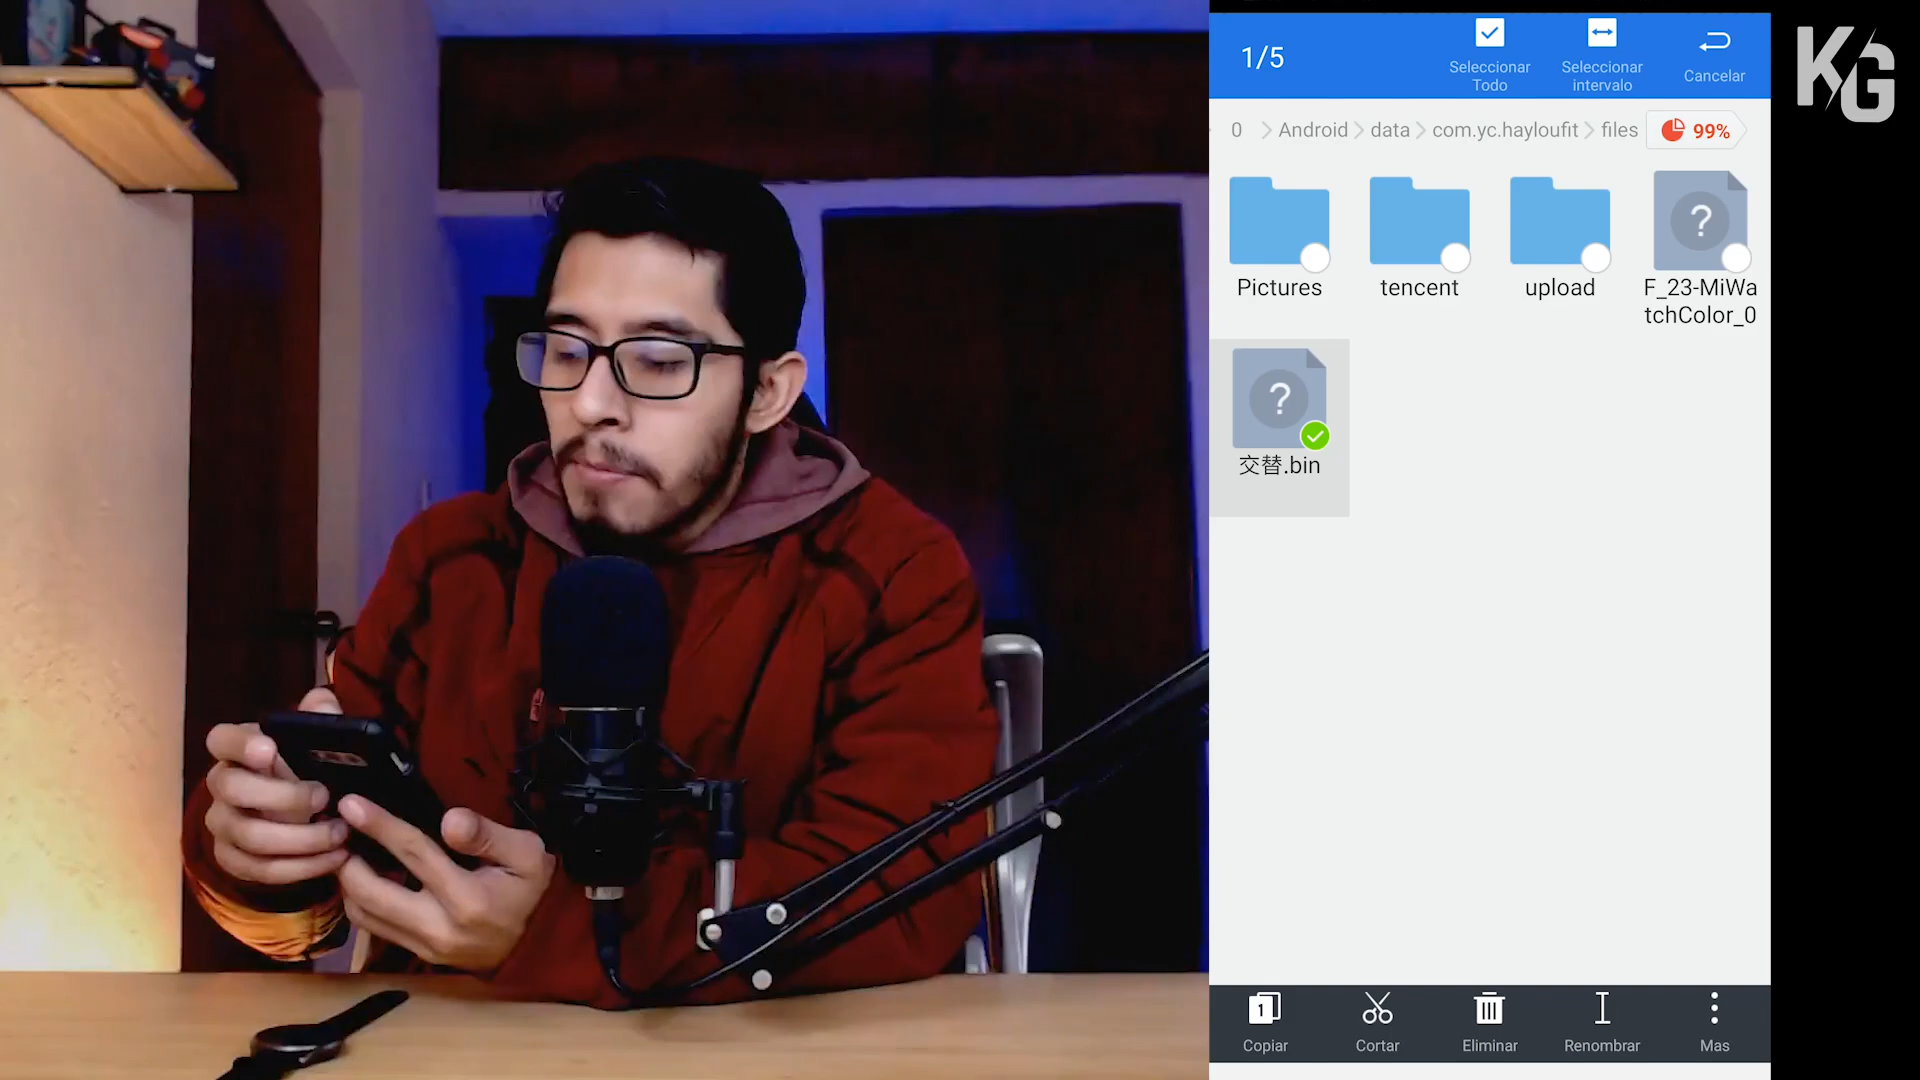 1/5
Seleccionar
Todo
Seleccionar
intervalo
Cancelar
KG
0 Android data com.yc.hayloufit files 99%
Pictures
tencent
upload
F_23-MiWa
tchColor_0
交替.bin
1
Copiar
Cortar
Eliminar
Renombrar
Mas